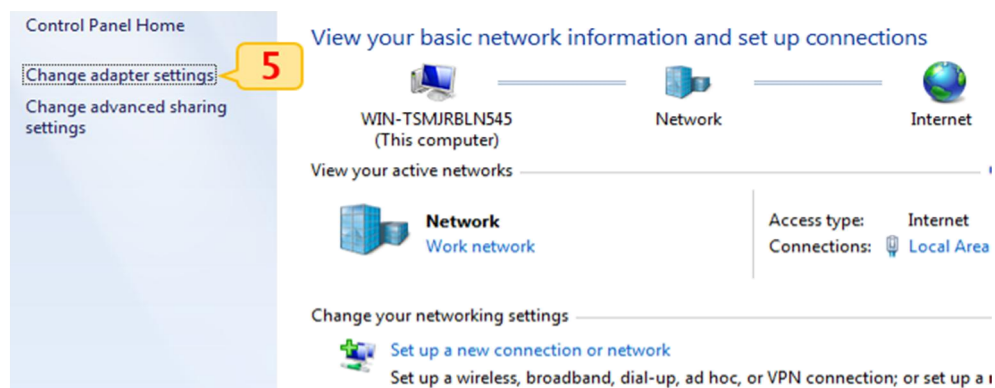 Control Panel Home
Change adapter settings
5
Change advanced sharing
settings
View your basic network information and set up connections
WIN-TSMJRBLN545
(This computer)
Network
Internet
View your active networks
Network
Work network
Access type: Internet
Connections: Local Area
Change your networking settings
Set up a new connection or network
Set up a wireless, broadband, dial-up, ad hoc, or VPN connection; or set up a